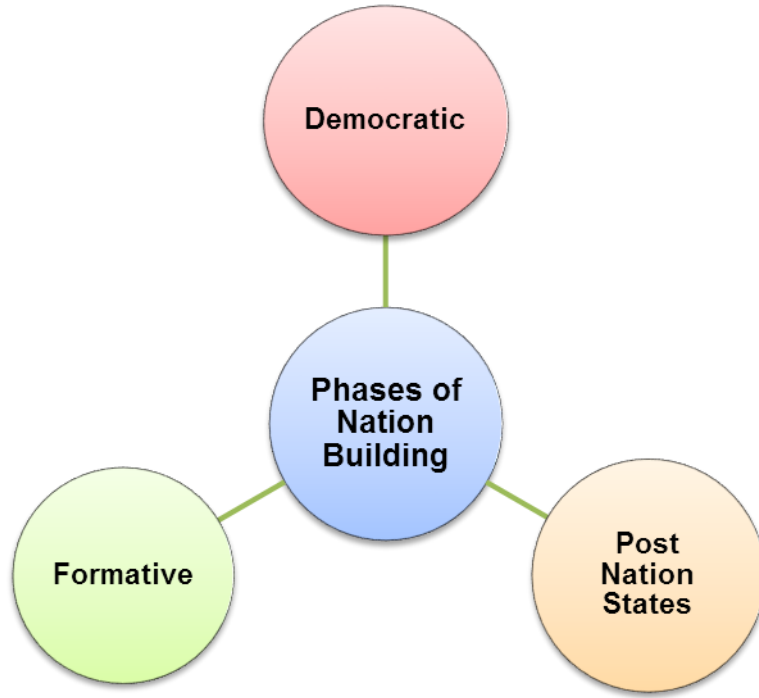 Democratic
Phases of
Nation
Building
Formative
Post
Nation
States